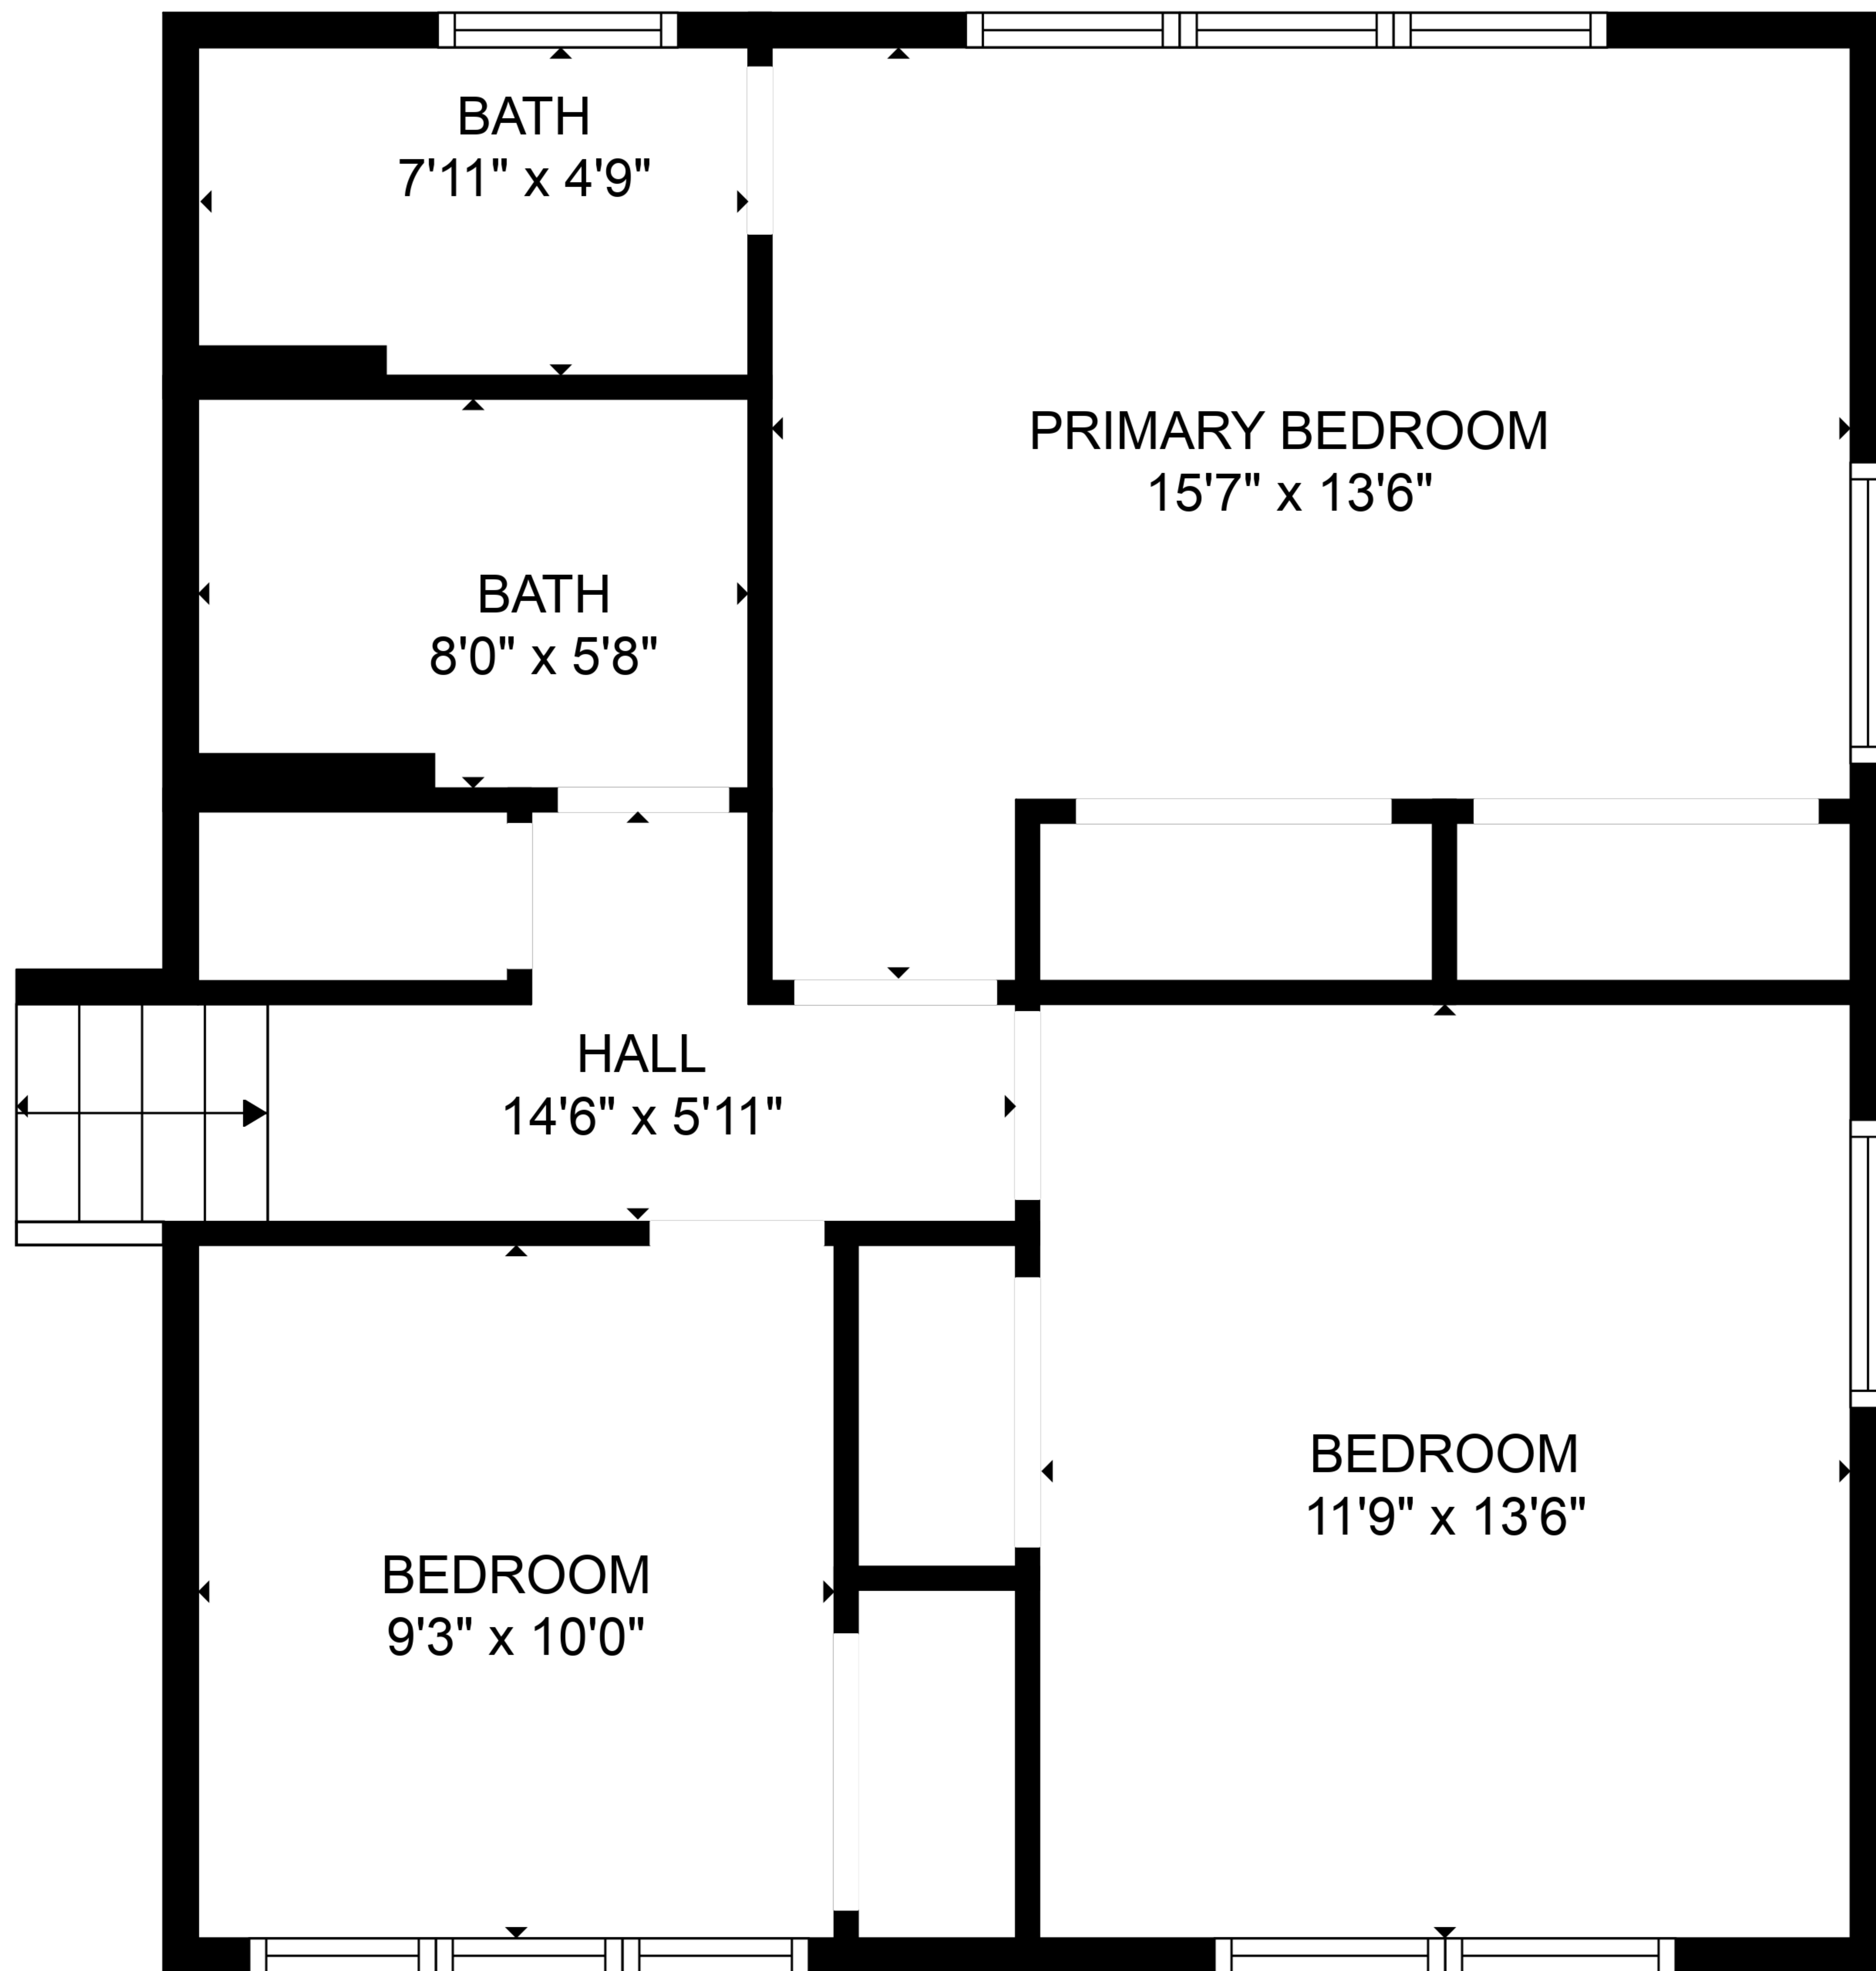 BATH
7'11" x 4'9"
PRIMARY BEDROOM
15'7" x 13'6"
BATH
8'0" x 5'8"
HALL
14'6" x 5'11"
BEDROOM
11'9" x 13'6"
BEDROOM
9'3" x 10'0"